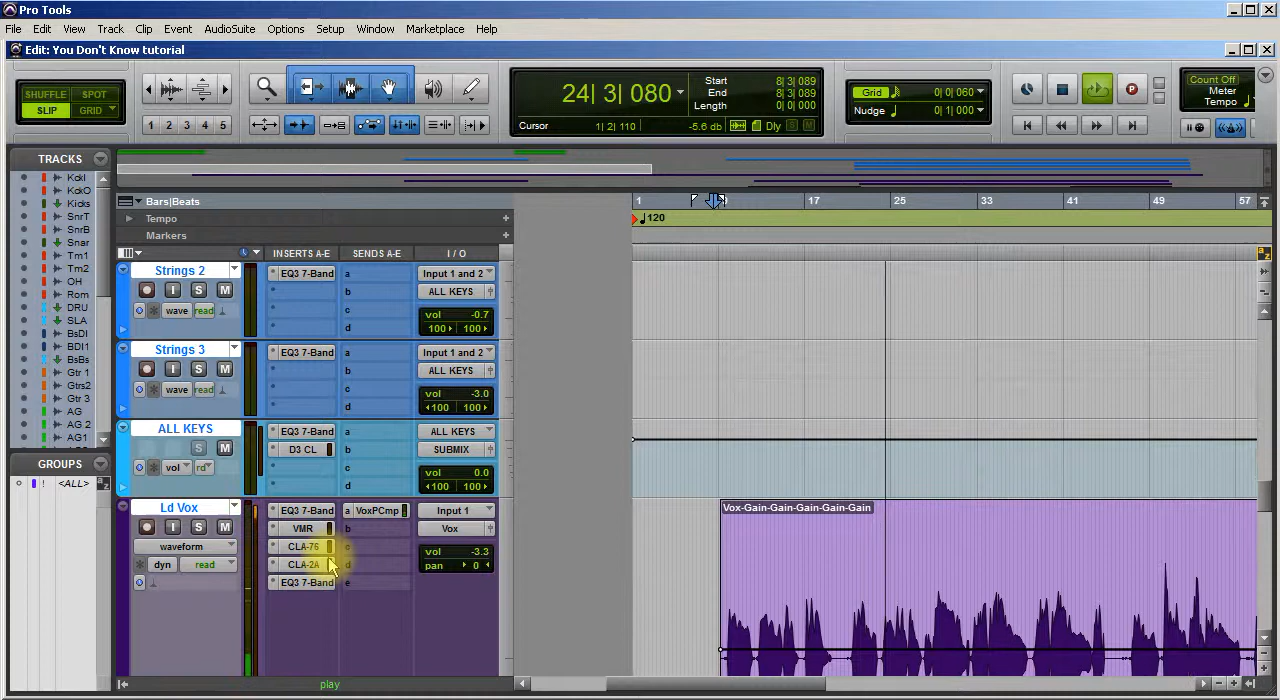 Pro Tools
File Edit View Track Clip Event AudioSuite Options Setup Window Marketplace Help
Edit: You Don't Know tutorial
SHUFFLE SPOT
SLIP GRID
1 2 3 4 5
24| 3| 080
Start 8| 3| 089
End 8| 3| 089
Length 0| 0| 000
Cursor 1| 2| 110 -5.6 db Dly S M
Grid 0| 0| 060
Nudge 0| 1| 000
Count Off
Meter
Tempo
TRACKS
KckI
KckO
Kicks
SnrT
SnrB
Snar
Tm1
Tm2
OH
Rom
DRU
SLA
BsDI
BDI1
BsBs
Gtr 1
Gtrs2
Gtr 3
AG
AG 2
AG1
GROUPS
! <ALL> a z
Bars|Beats
1 17 25 33 41 49 57
Tempo +
120
Markers +
INSERTS A-E SENDS A-E I / O
Strings 2
I S M
wave read
EQ3 7-Band
a
b
c
d
Input 1 and 2
ALL KEYS
vol -0.7
100 100
Strings 3
I S M
wave read
EQ3 7-Band
a
b
c
d
Input 1 and 2
ALL KEYS
vol -3.0
100 100
ALL KEYS
S M
vol rd
EQ3 7-Band
D3 CL
a
b
c
d
ALL KEYS
SUBMIX
vol 0.0
100 100
Ld Vox
I S M
waveform
dyn read
EQ3 7-Band
VMR
CLA-76
CLA-2A
EQ3 7-Band
a VoxPCmp
b
c
d
e
Input 1
Vox
vol -3.3
pan 0
Vox-Gain-Gain-Gain-Gain-Gain
play